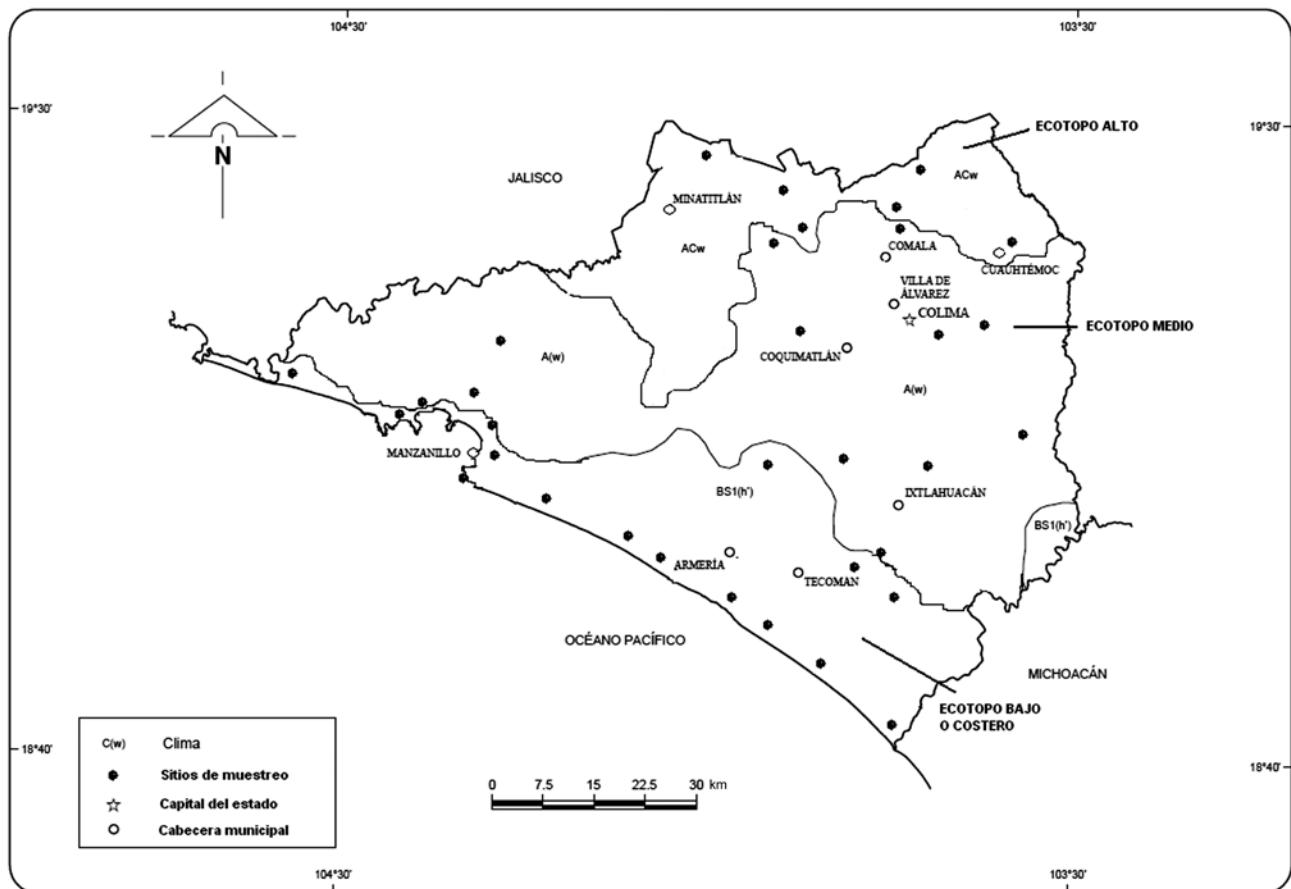 104°30'
103°30'
19°30'
19°30'
ECOTOPO ALTO
N
JALISCO
ACw
MINATITLÁN
ACw
COMALA
CUAUHTÉMOC
VILLA DE
ÁLVAREZ
COLIMA
ECOTOPO MEDIO
A(w)
COQUIMATLÁN
A(w)
MANZANILLO
BS1(h')
IXTLAHUACÁN
BS1(h')
ARMERÍA
TECOMAN
OCÉANO PACÍFICO
MICHOACÁN
ECOTOPO BAJO
O COSTERO
C(w) Clima
Sitios de muestreo
Capital del estado
Cabecera municipal
18°40'
18°40'
0 7.5 15 22.5 30 km
104°30'
103°30'